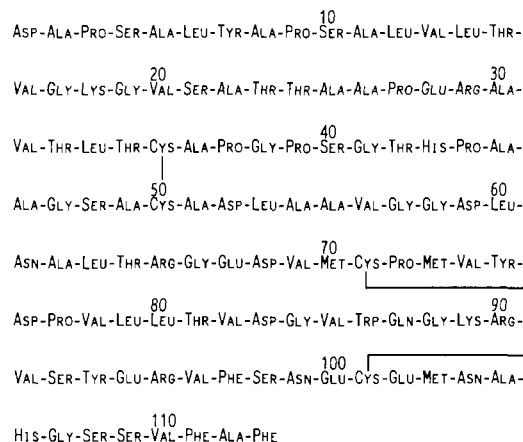 10
ASP-ALA-PRO-SER-ALA-LEU-TYR-ALA-PRO-SER-ALA-LEU-VAL-LEU-THR-
20 30
VAL-GLY-LYS-GLY-VAL-SER-ALA-THR-THR-ALA-ALA-PRO-GLU-ARG-ALA-
40
VAL-THR-LEU-THR-CYS-ALA-PRO-GLY-PRO-SER-GLY-THR-HIS-PRO-ALA-
50 60
ALA-GLY-SER-ALA-CYS-ALA-ASP-LEU-ALA-ALA-VAL-GLY-GLY-ASP-LEU-
70
ASN-ALA-LEU-THR-ARG-GLY-GLU-ASP-VAL-MET-CYS-PRO-MET-VAL-TYR-
80 90
ASP-PRO-VAL-LEU-LEU-THR-VAL-ASP-GLY-VAL-TRP-GLN-GLY-LYS-ARG-
100
VAL-SER-TYR-GLU-ARG-VAL-PHE-SER-ASN-GLU-CYS-GLU-MET-ASN-ALA-
110
HIS-GLY-SER-SER-VAL-PHE-ALA-PHE